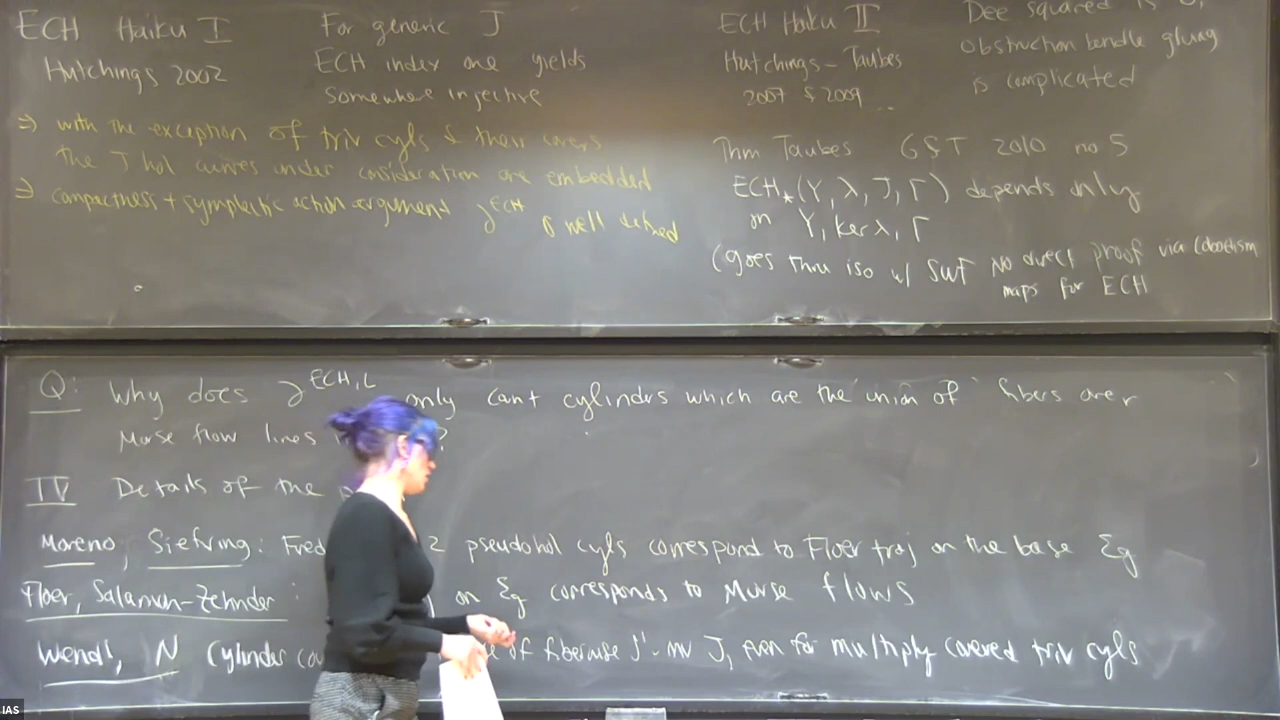 ECH Haiku I
Hutchings 2002
For generic J
ECH index one yields
Somewhere injective
⇒ with the exception of triv cyls & their covers
the J hol curves under consideration are embedded
⇒ compactness + symplectic action argument ∂^ECH is well defined
ECH Haiku II
Hutchings-Taubes
2007 & 2009...
Dee squared is 0,
obstruction bundle gluing
is complicated
Thm Taubes G&T 2010 no 5
ECH_*(Y, λ, J, Γ) depends only
on Y, ker λ, Γ
(goes thru iso w/ SWF no direct proof via cobordism
maps for ECH
Q: Why does ∂^ECH,L only cant cylinders which are the union of fibers over
Morse flow lines ?
IV Details of the
Moreno, Siefring: Fred 2 pseudohol cyls correspond to Floer traj on the base Σg
Floer, Salamon-Zehnder: on Σg corresponds to Morse flows
Wendl, N Cylinder of fiberwise S¹-inv J, even for multiply covered triv cyls
IAS